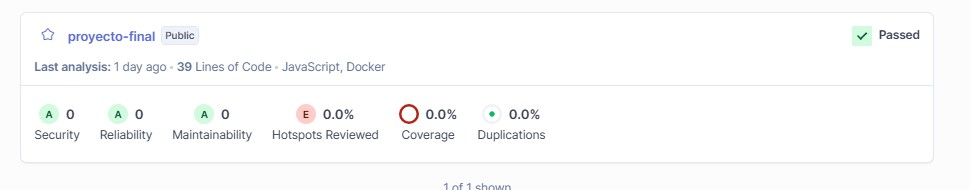 proyecto-final Public Passed
Last analysis: 1 day ago • 39 Lines of Code • JavaScript, Docker
A 0 A 0 A 0 E 0.0% 0.0% 0.0%
Security Reliability Maintainability Hotspots Reviewed Coverage Duplications
1 of 1 shown